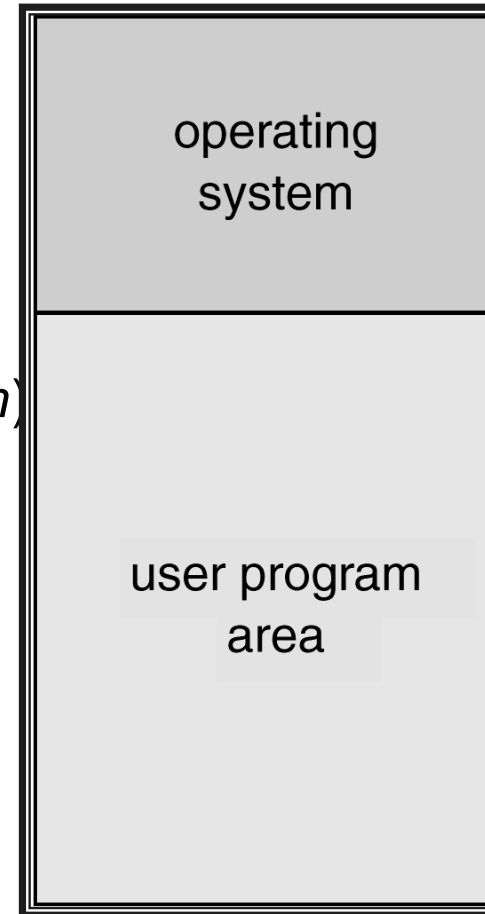 operating
system
n)
user program
area